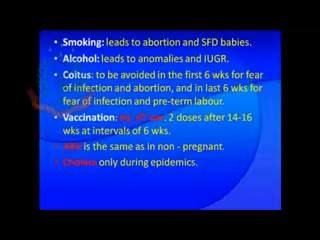 • Smoking: leads to abortion and SFD babies.
• Alcohol: leads to anomalies and IUGR.
• Coitus: to be avoided in the first 6 wks for fear
of infection and abortion, and in last 6 wks for
fear of infection and pre-term labour.
• Vaccination: . 2 doses after 14-16
wks at intervals of 6 wks.
• is the same as in non - pregnant.
• Cholera only during epidemics.